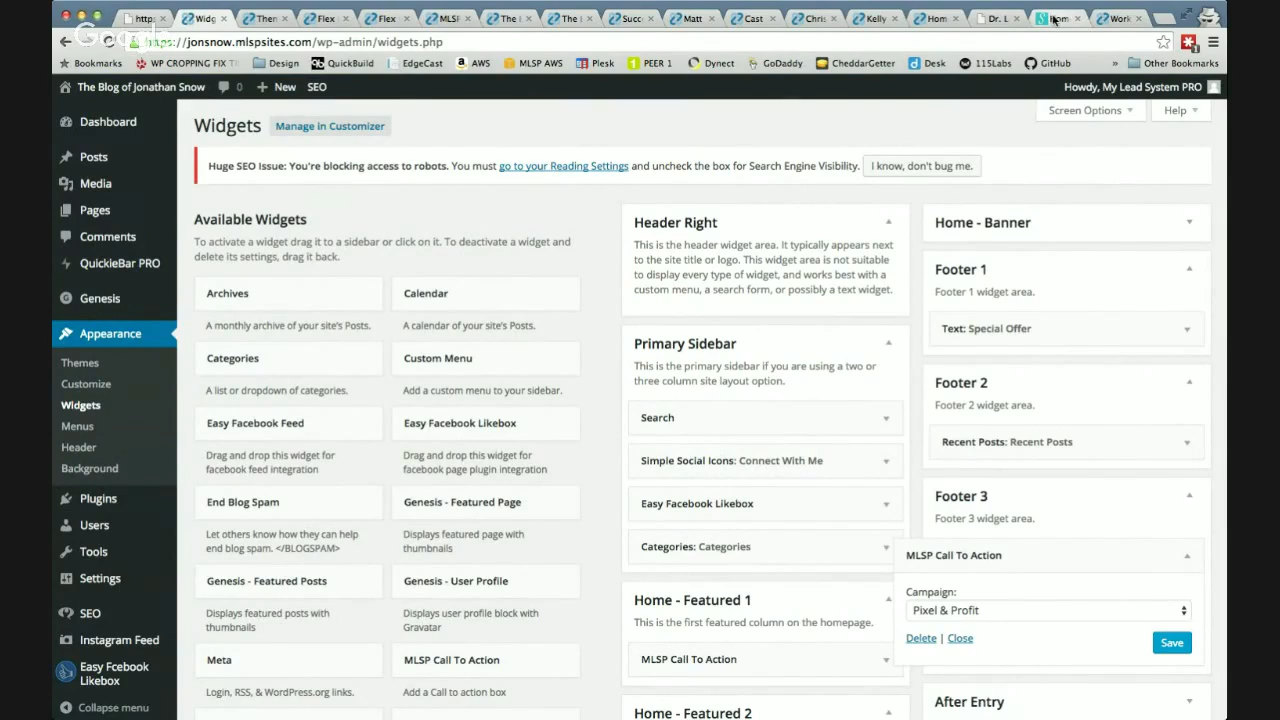 https:
Widg
Then
Flex
Flex
MLSI
The I
The I
Succ
Matt
Cast
Chris
Kelly
Hom
Dr. L
Hom
Work
Google
https://jonsnow.mlspsites.com/wp-admin/widgets.php
Bookmarks
WP CROPPING FIX T
Design
QuickBuild
EdgeCast
AWS
MLSP AWS
Plesk
PEER 1
Dynect
GoDaddy
CheddarGetter
Desk
115Labs
GitHub
»
Other Bookmarks
The Blog of Jonathan Snow
0
New
SEO
Howdy, My Lead System PRO
Dashboard
Posts
Media
Pages
Comments
QuickieBar PRO
Genesis
Appearance
Themes
Customize
Widgets
Menus
Header
Background
Plugins
Users
Tools
Settings
SEO
Instagram Feed
Easy Fcebook
Likebox
Collapse menu
Screen Options
Help
Widgets
Manage in Customizer
Huge SEO Issue: You're blocking access to robots. You must go to your Reading Settings and uncheck the box for Search Engine Visibility.
I know, don't bug me.
Available Widgets
To activate a widget drag it to a sidebar or click on it. To deactivate a widget and
delete its settings, drag it back.
Archives
A monthly archive of your site's Posts.
Calendar
A calendar of your site's Posts.
Categories
A list or dropdown of categories.
Custom Menu
Add a custom menu to your sidebar.
Easy Facebook Feed
Drag and drop this widget for
facebook feed integration
Easy Facebook Likebox
Drag and drop this widget for
facebook page plugin integration
End Blog Spam
Let others know how they can help
end blog spam. </BLOGSPAM>
Genesis - Featured Page
Displays featured page with
thumbnails
Genesis - Featured Posts
Displays featured posts with
thumbnails
Genesis - User Profile
Displays user profile block with
Gravatar
Meta
Login, RSS, & WordPress.org links.
MLSP Call To Action
Add a Call to action box
Header Right
This is the header widget area. It typically appears next
to the site title or logo. This widget area is not suitable
to display every type of widget, and works best with a
custom menu, a search form, or possibly a text widget.
Primary Sidebar
This is the primary sidebar if you are using a two or
three column site layout option.
Search
Simple Social Icons: Connect With Me
Easy Facebook Likebox
Categories: Categories
Home - Featured 1
This is the first featured column on the homepage.
MLSP Call To Action
Home - Featured 2
Home - Banner
Footer 1
Footer 1 widget area.
Text: Special Offer
Footer 2
Footer 2 widget area.
Recent Posts: Recent Posts
Footer 3
Footer 3 widget area.
MLSP Call To Action
Campaign:
Pixel & Profit
Delete | Close
Save
After Entry